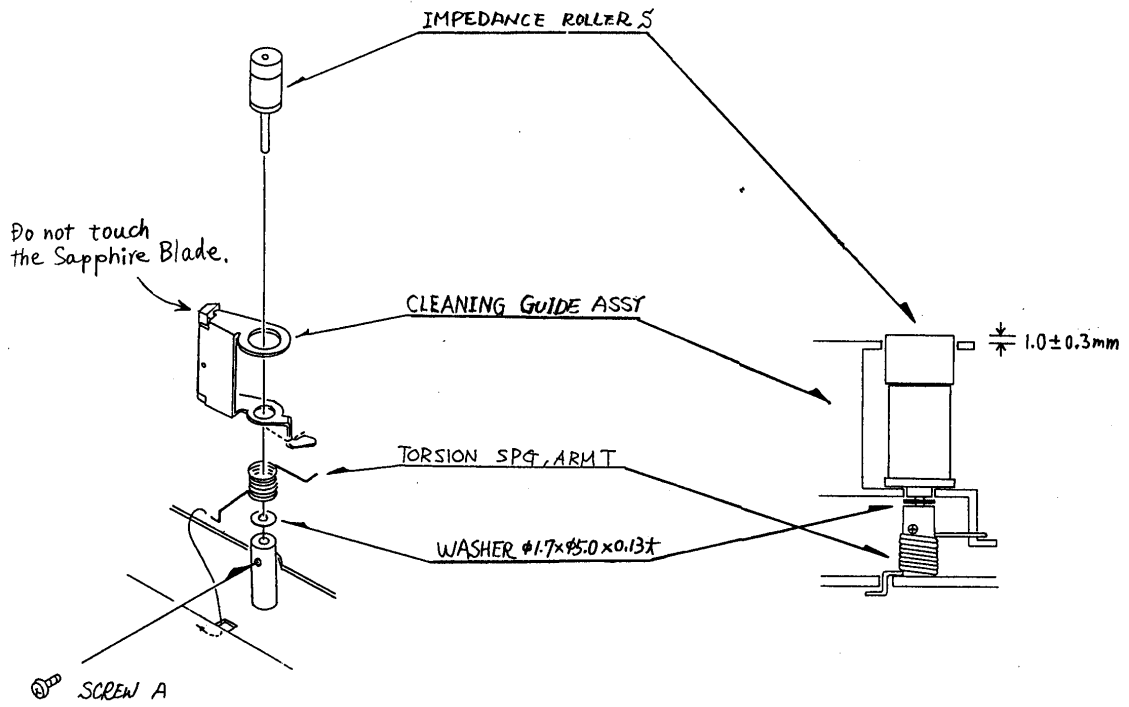 IMPEDANCE ROLLER S
Do not touch
the Sapphire Blade.
CLEANING GUIDE ASSY
1.0±0.3mm
TORSION SPG, ARM T
WASHER φ1.7×φ5.0×0.13t
SCREW A